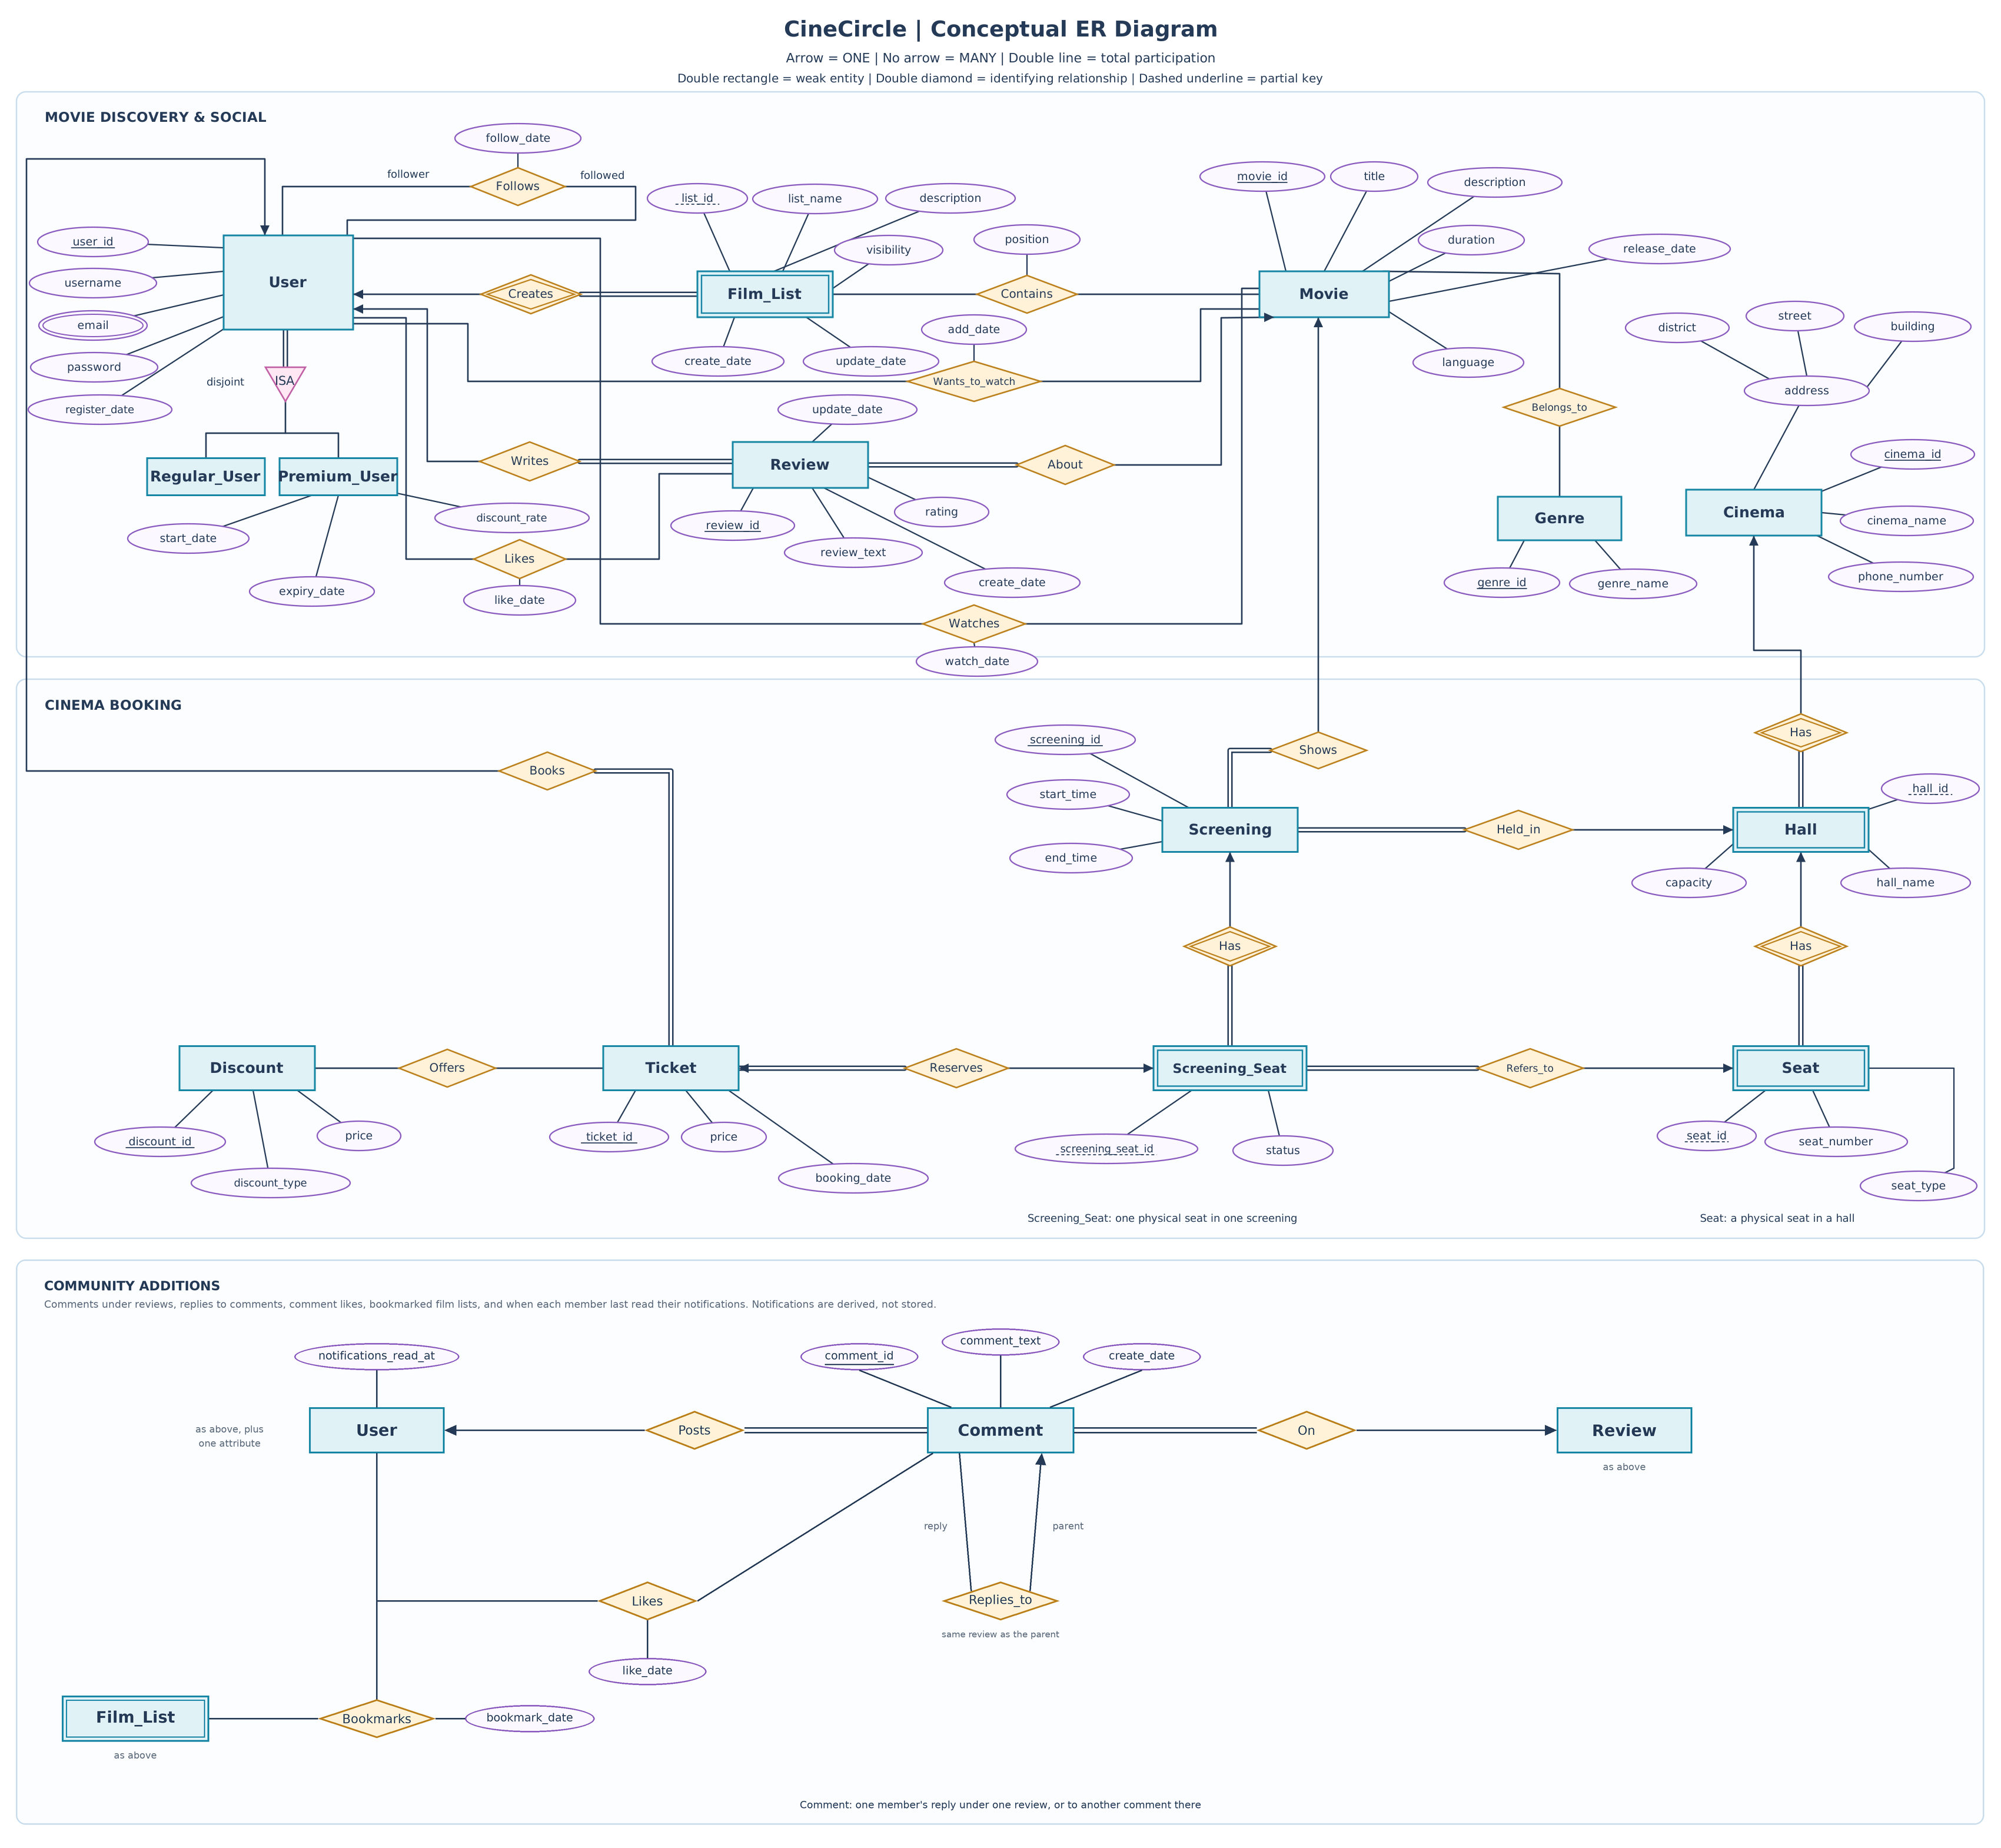 CineCircle | Conceptual ER Diagram
Arrow = ONE | No arrow = MANY | Double line = total participation
Double rectangle = weak entity | Double diamond = identifying relationship | Dashed underline = partial key
MOVIE DISCOVERY & SOCIAL
follow_date
follower
Follows
followed
list_id
list_name
description
movie_id
title
description
user_id
username
email
password
register_date
User
Creates
Film_List
visibility
position
Contains
Movie
duration
release_date
create_date
update_date
add_date
Wants_to_watch
language
district
street
building
address
disjoint
ISA
Regular_User
Premium_User
start_date
expiry_date
discount_rate
Writes
update_date
Review
About
Belongs_to
review_id
review_text
rating
create_date
Likes
like_date
Watches
watch_date
Genre
genre_id
genre_name
Cinema
cinema_id
cinema_name
phone_number
CINEMA BOOKING
Books
screening_id
start_time
end_time
Screening
Shows
Held_in
Has
Hall
hall_id
capacity
hall_name
Has
Has
Discount
Offers
Ticket
Reserves
Screening_Seat
Refers_to
Seat
discount_id
discount_type
price
ticket_id
price
booking_date
screening_seat_id
status
seat_id
seat_number
seat_type
Screening_Seat: one physical seat in one screening
Seat: a physical seat in a hall
COMMUNITY ADDITIONS
Comments under reviews, replies to comments, comment likes, bookmarked film lists, and when each member last read their notifications. Notifications are derived, not stored.
notifications_read_at
comment_id
comment_text
create_date
as above, plus
one attribute
User
Posts
Comment
On
Review
as above
reply
parent
Likes
Replies_to
same review as the parent
like_date
Film_List
Bookmarks
bookmark_date
as above
Comment: one member's reply under one review, or to another comment there